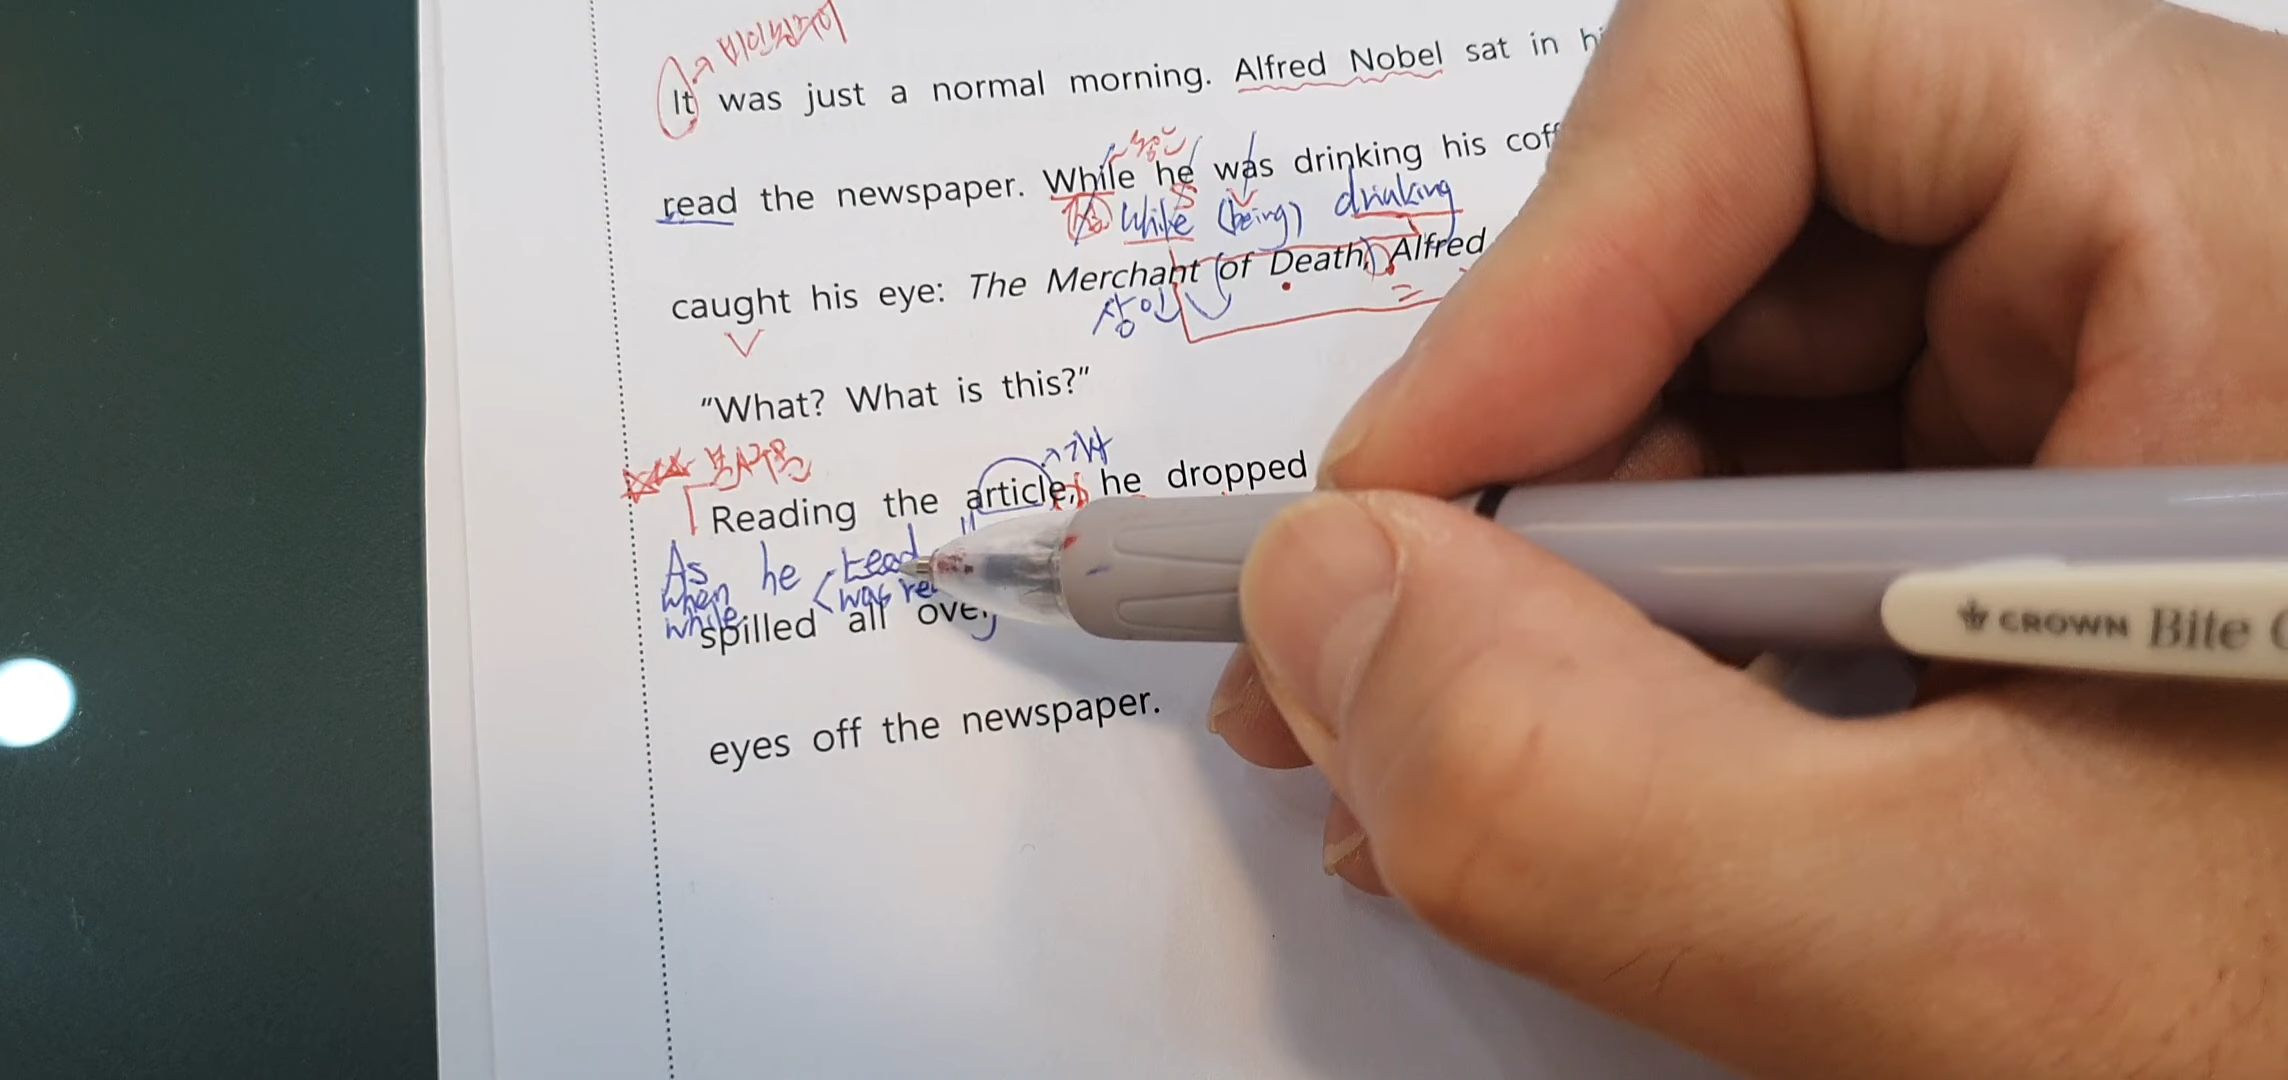 비인칭주어
It was just a normal morning. Alfred Nobel sat in hi
read the newspaper. While he was drinking his coff
While (being) drinking
caught his eye: The Merchant of Death, Alfred
상인
V
"What? What is this?"
분사구문
기사
Reading the article, he dropped
As he read
when was re
while
spilled all over
eyes off the newspaper.
CROWN Bite